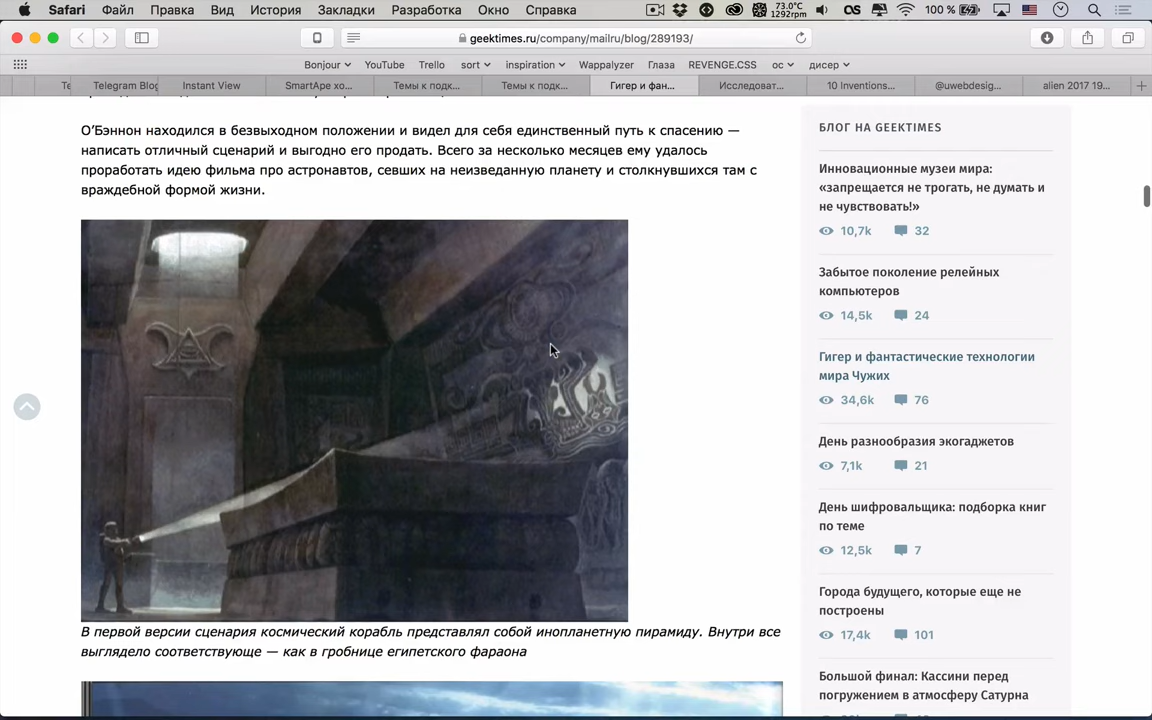 Safari Файл Правка Вид История Закладки Разработка Окно Справка 73.0°C 1292rpm 100 %
geektimes.ru/company/mailru/blog/289193/
Bonjour YouTube Trello sort inspiration Wappalyzer Глаза REVENGE.CSS ос дисер
Te Telegram Blog Instant View SmartApe хо... Темы к подк... Темы к подк... Гигер и фан... Исследоват... 10 Inventions... @uwebdesig... alien 2017 19...
О'Бэннон находился в безвыходном положении и видел для себя единственный путь к спасению —
написать отличный сценарий и выгодно его продать. Всего за несколько месяцев ему удалось
проработать идею фильма про астронавтов, севших на неизведанную планету и столкнувшихся там с
враждебной формой жизни.
В первой версии сценария космический корабль представлял собой инопланетную пирамиду. Внутри все
выглядело соответствующе — как в гробнице египетского фараона
БЛОГ НА GEEKTIMES
Инновационные музеи мира:
«запрещается не трогать, не думать и
не чувствовать!»
10,7k 32
Забытое поколение релейных
компьютеров
14,5k 24
Гигер и фантастические технологии
мира Чужих
34,6k 76
День разнообразия экогаджетов
7,1k 21
День шифровальщика: подборка книг
по теме
12,5k 7
Города будущего, которые еще не
построены
17,4k 101
Большой финал: Кассини перед
погружением в атмосферу Сатурна